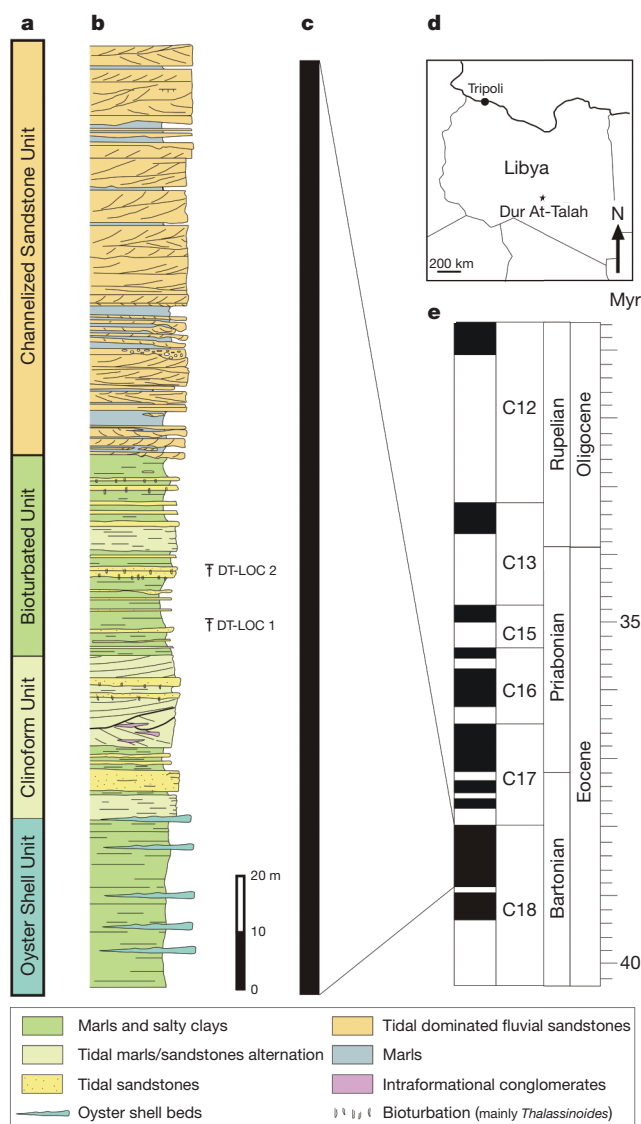 a
b
c
d
Channelized Sandstone Unit
Bioturbated Unit
Clinoform Unit
Oyster Shell Unit
DT-LOC 2
DT-LOC 1
20 m
10
0
Tripoli
Libya
Dur At-Talah
N
200 km
Myr
e
C12
C13
C15
C16
C17
C18
Rupelian
Priabonian
Bartonian
Oligocene
Eocene
35
40
Marls and salty clays
Tidal marls/sandstones alternation
Tidal sandstones
Oyster shell beds
Tidal dominated fluvial sandstones
Marls
Intraformational conglomerates
Bioturbation (mainly Thalassinoides)